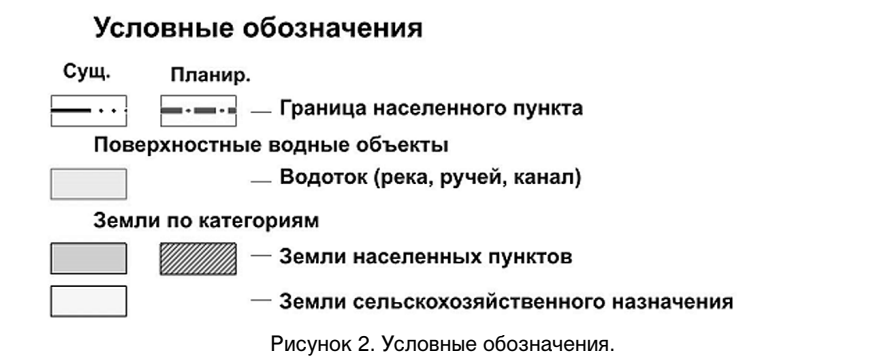 Условные обозначения
Сущ. Планир.
— Граница населенного пункта
Поверхностные водные объекты
— Водоток (река, ручей, канал)
Земли по категориям
— Земли населенных пунктов
— Земли сельскохозяйственного назначения
Рисунок 2. Условные обозначения.